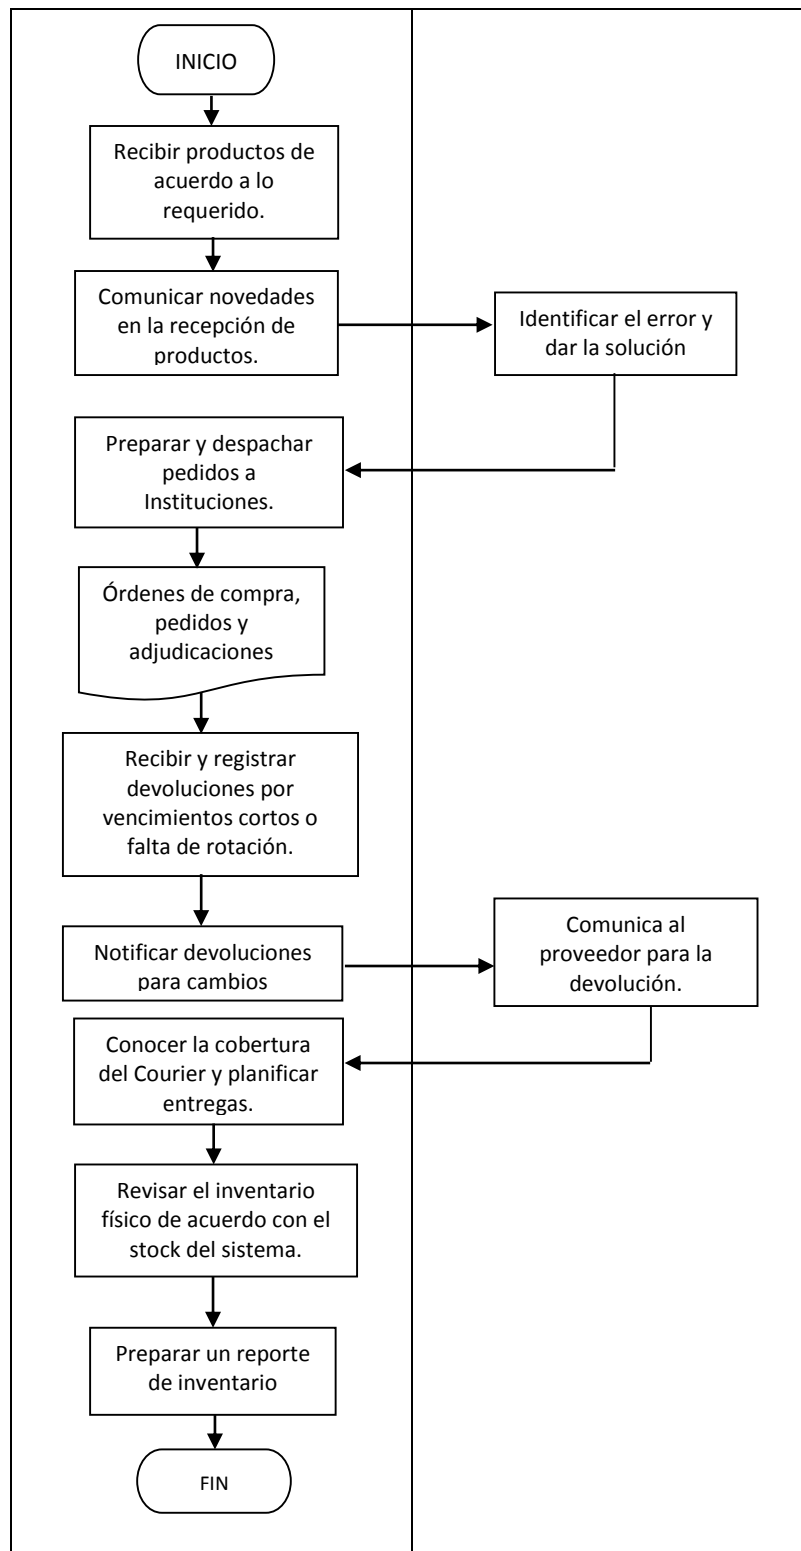 INICIO
Recibir productos de
acuerdo a lo
requerido.
Comunicar novedades
en la recepción de
productos.
Identificar el error y
dar la solución
Preparar y despachar
pedidos a
Instituciones.
Órdenes de compra,
pedidos y
adjudicaciones
Recibir y registrar
devoluciones por
vencimientos cortos o
falta de rotación.
Notificar devoluciones
para cambios
Comunica al
proveedor para la
devolución.
Conocer la cobertura
del Courier y planificar
entregas.
Revisar el inventario
físico de acuerdo con el
stock del sistema.
Preparar un reporte
de inventario
FIN